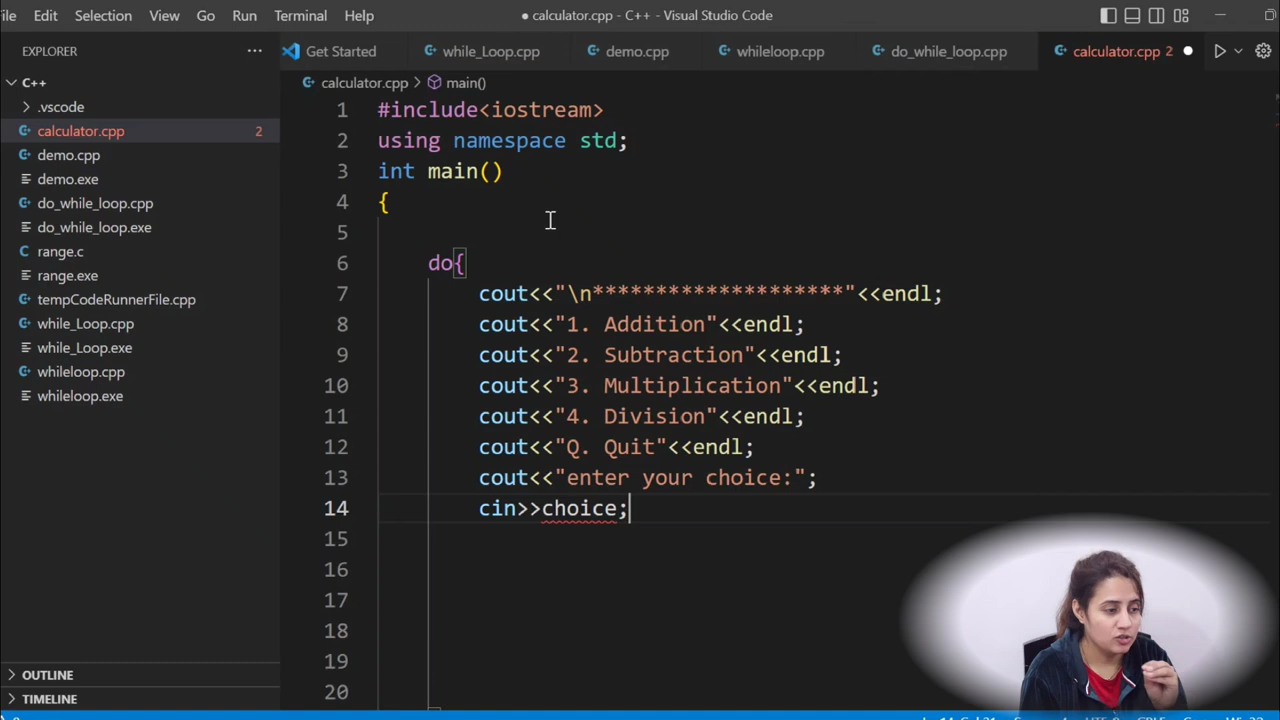 ile Edit Selection View Go Run Terminal Help ● calculator.cpp - C++ - Visual Studio Code
EXPLORER ...
Get Started while_Loop.cpp demo.cpp whileloop.cpp do_while_loop.cpp calculator.cpp 2 ●
C++
calculator.cpp > main()
.vscode
calculator.cpp 2
demo.cpp
demo.exe
do_while_loop.cpp
do_while_loop.exe
range.c
range.exe
tempCodeRunnerFile.cpp
while_Loop.cpp
while_Loop.exe
whileloop.cpp
whileloop.exe
OUTLINE
TIMELINE
1 #include<iostream>
2 using namespace std;
3 int main()
4 {
5
6 do{
7 cout<<"\n********************"<<endl;
8 cout<<"1. Addition"<<endl;
9 cout<<"2. Subtraction"<<endl;
10 cout<<"3. Multiplication"<<endl;
11 cout<<"4. Division"<<endl;
12 cout<<"Q. Quit"<<endl;
13 cout<<"enter your choice:";
14 cin>>choice;
15
16
17
18
19
20